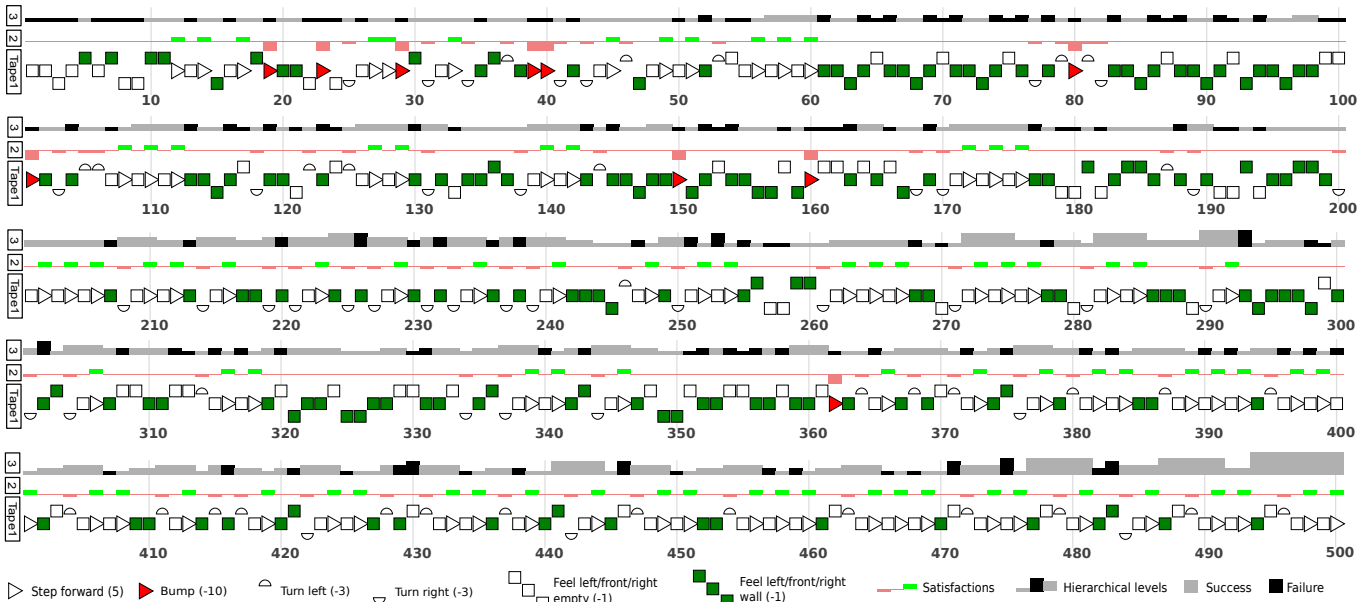 3
2
Tape1
10 20 30 40 50 60 70 80 90 100
3
2
Tape1
110 120 130 140 150 160 170 180 190 200
3
2
Tape1
210 220 230 240 250 260 270 280 290 300
3
2
Tape1
310 320 330 340 350 360 370 380 390 400
3
2
Tape1
410 420 430 440 450 460 470 480 490 500
Step forward (5) Bump (-10) Turn left (-3) Turn right (-3) Feel left/front/right Feel left/front/right Satisfactions Hierarchical levels Success Failure
empty (-1) wall (-1)